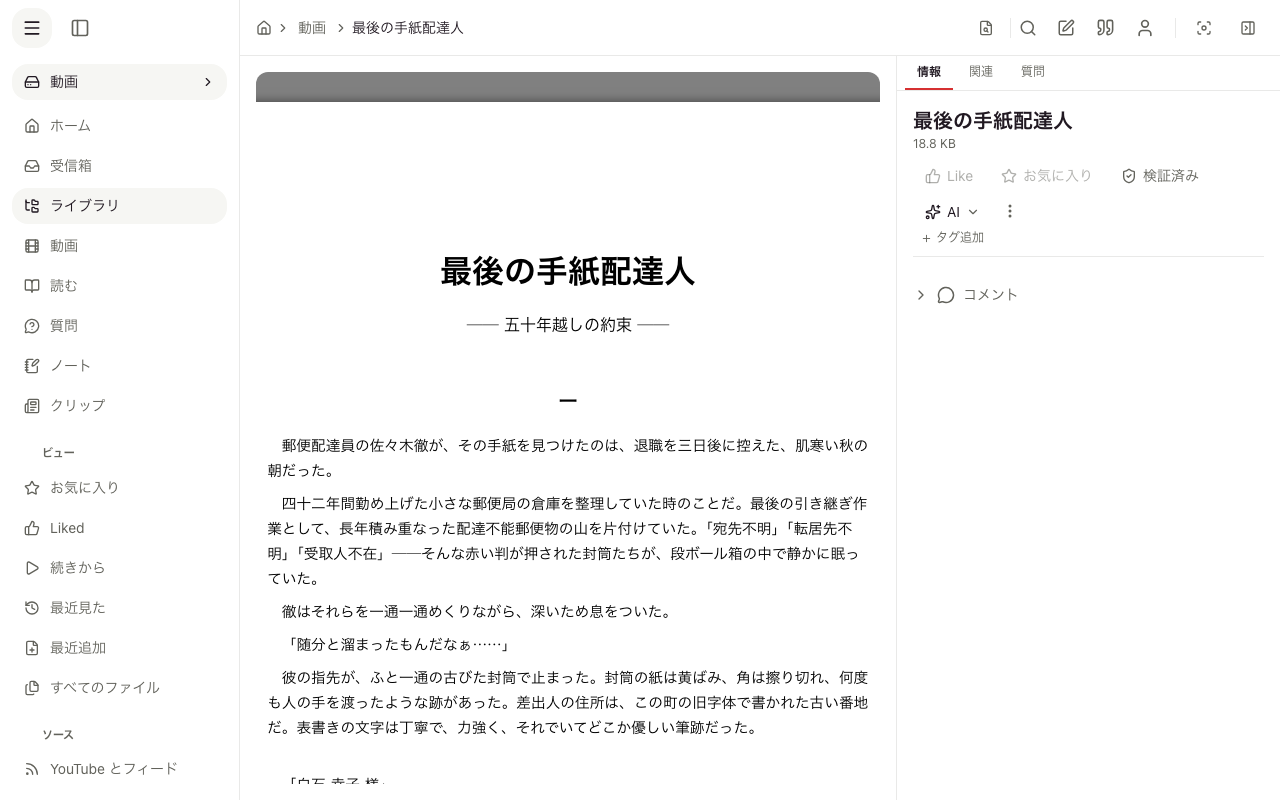 動画
ホーム
受信箱
ライブラリ
動画
読む
質問
ノート
クリップ
ビュー
お気に入り
Liked
続きから
最近見た
最近追加
すべてのファイル
ソース
YouTube とフィード
動画 最後の手紙配達人
最後の手紙配達人
―― 五十年越しの約束 ――
一
郵便配達員の佐々木徹が、その手紙を見つけたのは、退職を三日後に控えた、肌寒い秋の
朝だった。
四十二年間勤め上げた小さな郵便局の倉庫を整理していた時のことだ。最後の引き継ぎ作
業として、長年積み重なった配達不能郵便物の山を片付けていた。「宛先不明」「転居先不
明」「受取人不在」――そんな赤い判が押された封筒たちが、段ボール箱の中で静かに眠っ
ていた。
徹はそれらを一通一通めくりながら、深いため息をついた。
「随分と溜まったもんだなぁ……」
彼の指先が、ふと一通の古びた封筒で止まった。封筒の紙は黄ばみ、角は擦り切れ、何度
も人の手を渡ったような跡があった。差出人の住所は、この町の旧字体で書かれた古い番地
だ。表書きの文字は丁寧で、力強く、それでいてどこか優しい筆跡だった。
「白石 幸子 様」
情報 関連 質問
最後の手紙配達人
18.8 KB
Like お気に入り 検証済み
AI
+ タグ追加
コメント